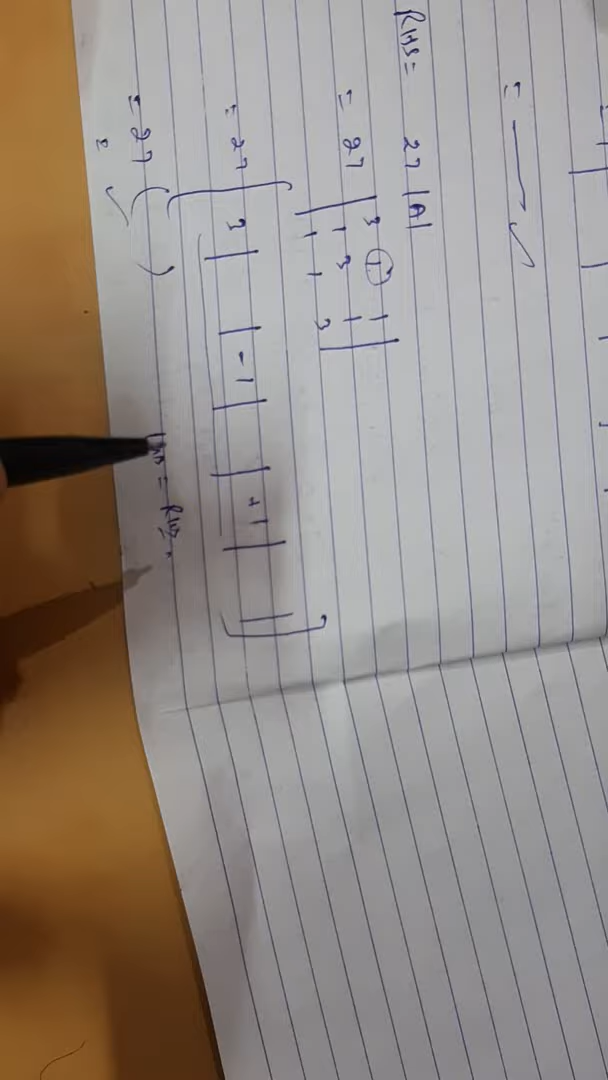 = ——— ✓
RHS = 27 |A|
= 27 | 3 1 1
1 3 1
1 1 3 |
= 27 [ 3 | | - 1 | | + 1 | | ]
= 27 ( )
= ✓
LHS = RHS